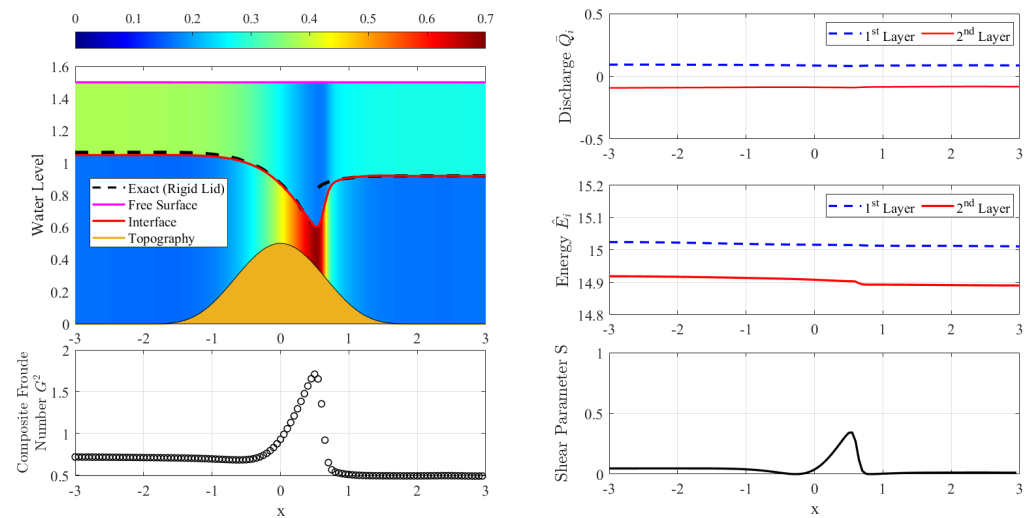 0 0.1 0.2 0.3 0.4 0.5 0.6 0.7
1.6
1.4
1.2
1
0.8
0.6
0.4
0.2
0
Water Level
Exact (Rigid Lid)
Free Surface
Interface
Topography
-3 -2 -1 0 1 2 3
2
1.5
1
0.5
Composite Froude
Number G²
-3 -2 -1 0 1 2 3
x
0.5
0
-0.5
Discharge Q̄ᵢ
1st Layer 2nd Layer
-3 -2 -1 0 1 2 3
x
15.2
15.1
15
14.9
14.8
Energy Êᵢ
1st Layer 2nd Layer
-3 -2 -1 0 1 2 3
x
1
0.5
0
Shear Parameter S
-3 -2 -1 0 1 2 3
x